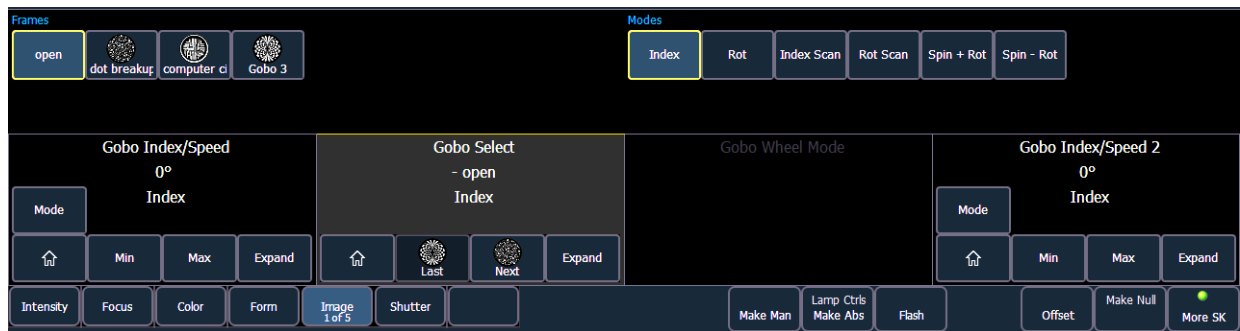 Frames
Modes
open
dot breakup
computer ci
Gobo 3
Index
Rot
Index Scan
Rot Scan
Spin + Rot
Spin - Rot
Gobo Index/Speed
0°
Index
Mode
Min
Max
Expand
Gobo Select
- open
Index
Last
Next
Expand
Gobo Wheel Mode
Gobo Index/Speed 2
0°
Index
Mode
Min
Max
Expand
Intensity
Focus
Color
Form
Image
1 of 5
Shutter
Make Man
Lamp Ctrls
Make Abs
Flash
Offset
Make Null
More SK